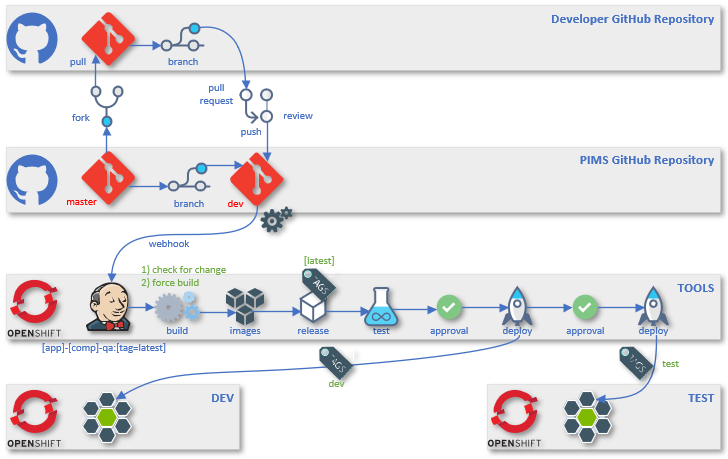 Developer GitHub Repository
pull
branch
pull
request
fork
push
review
PIMS GitHub Repository
master
branch
dev
webhook
1) check for change
2) force build
[latest]
TAGS
TOOLS
OPENSHIFT
build
images
release
test
approval
deploy
approval
deploy
[app]-[comp]-qa:[tag=latest]
TAGS
dev
TAGS
test
DEV
OPENSHIFT
TEST
OPENSHIFT